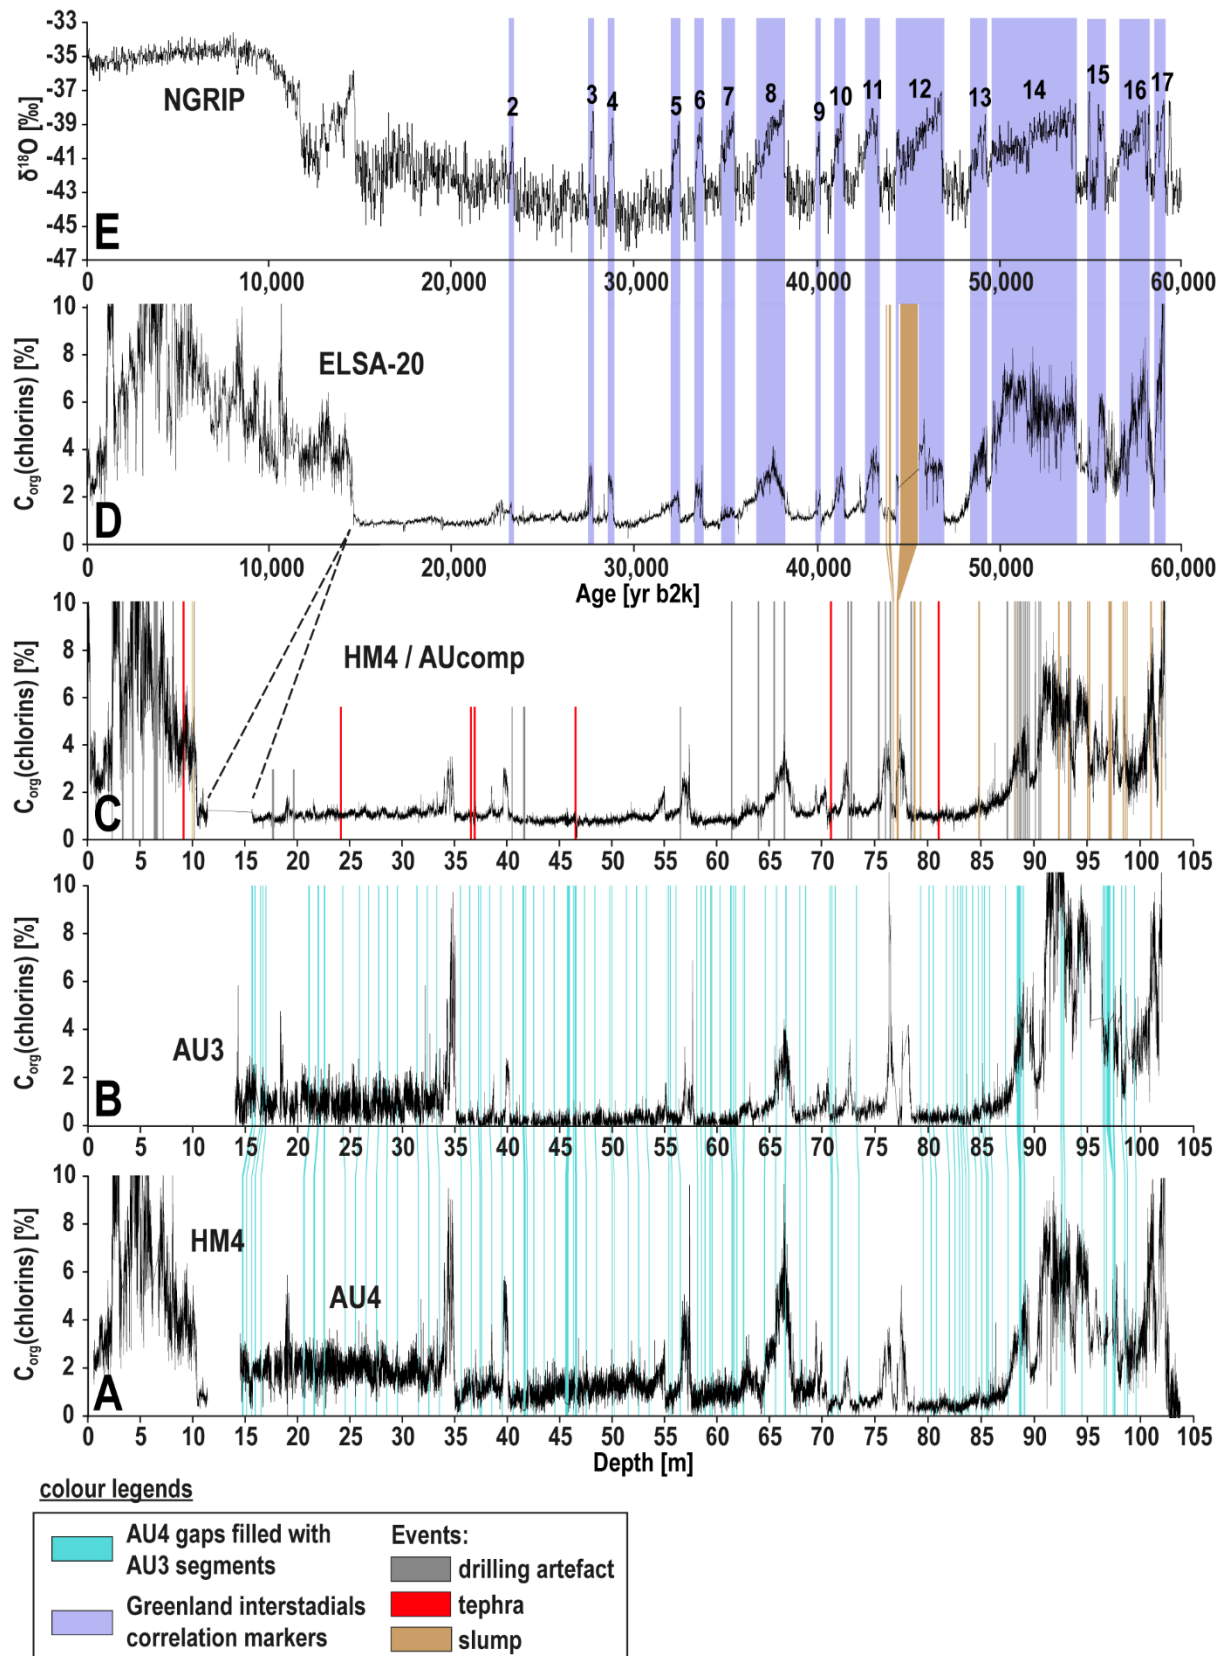 -33
-35
-37
-39
-41
-43
-45
-47
δ¹⁸O [‰]
NGRIP
E
2
3
4
5
6
7
8
9
10
11
12
13
14
15
16
17
0 10,000 20,000 30,000 40,000 50,000 60,000
10
8
6
4
2
0
C_org(chlorins) [%]
ELSA-20
D
0 10,000 20,000 30,000 40,000 50,000 60,000
Age [yr b2k]
10
8
6
4
2
0
C_org(chlorins) [%]
HM4 / AUcomp
C
0 5 10 15 20 25 30 35 40 45 50 55 60 65 70 75 80 85 90 95 100 105
10
8
6
4
2
0
C_org(chlorins) [%]
AU3
B
0 5 10 15 20 25 30 35 40 45 50 55 60 65 70 75 80 85 90 95 100 105
10
8
6
4
2
0
C_org(chlorins) [%]
HM4
AU4
A
0 5 10 15 20 25 30 35 40 45 50 55 60 65 70 75 80 85 90 95 100 105
Depth [m]
colour legends
AU4 gaps filled with
AU3 segments
Greenland interstadials
correlation markers
Events:
drilling artefact
tephra
slump